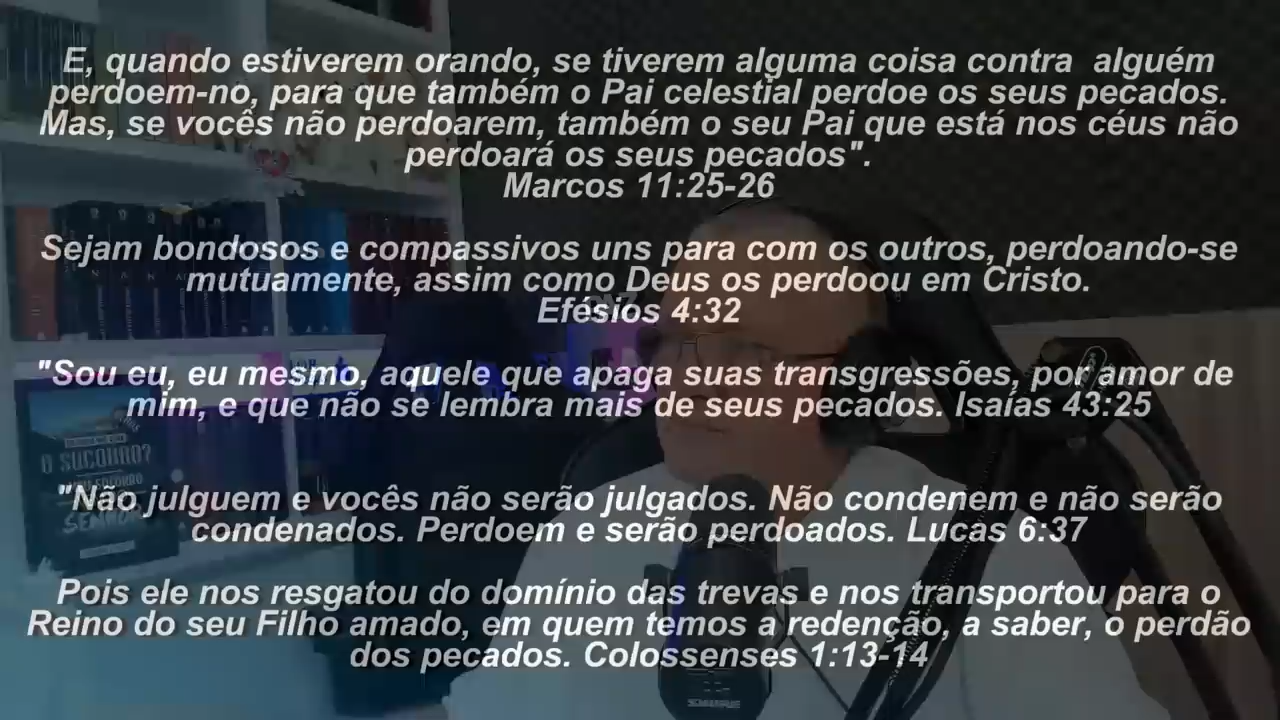 E, quando estiverem orando, se tiverem alguma coisa contra  alguém
perdoem-no, para que também o Pai celestial perdoe os seus pecados.
Mas, se vocês não perdoarem, também o seu Pai que está nos céus não
perdoará os seus pecados".
Marcos 11:25-26
Sejam bondosos e compassivos uns para com os outros, perdoando-se
mutuamente, assim como Deus os perdoou em Cristo.
Efésios 4:32
"Sou eu, eu mesmo, aquele que apaga suas transgressões, por amor de
mim, e que não se lembra mais de seus pecados. Isaías 43:25
"Não julguem e vocês não serão julgados. Não condenem e não serão
condenados. Perdoem e serão perdoados. Lucas 6:37
Pois ele nos resgatou do domínio das trevas e nos transportou para o
Reino do seu Filho amado, em quem temos a redenção, a saber, o perdão
dos pecados. Colossenses 1:13-14
O SOCORRO?
SOCORRO
SENHOR